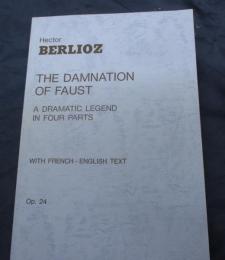 Hector
BERLIOZ
THE DAMNATION
OF FAUST
A DRAMATIC LEGEND
IN FOUR PARTS
WITH FRENCH - ENGLISH TEXT
Op. 24